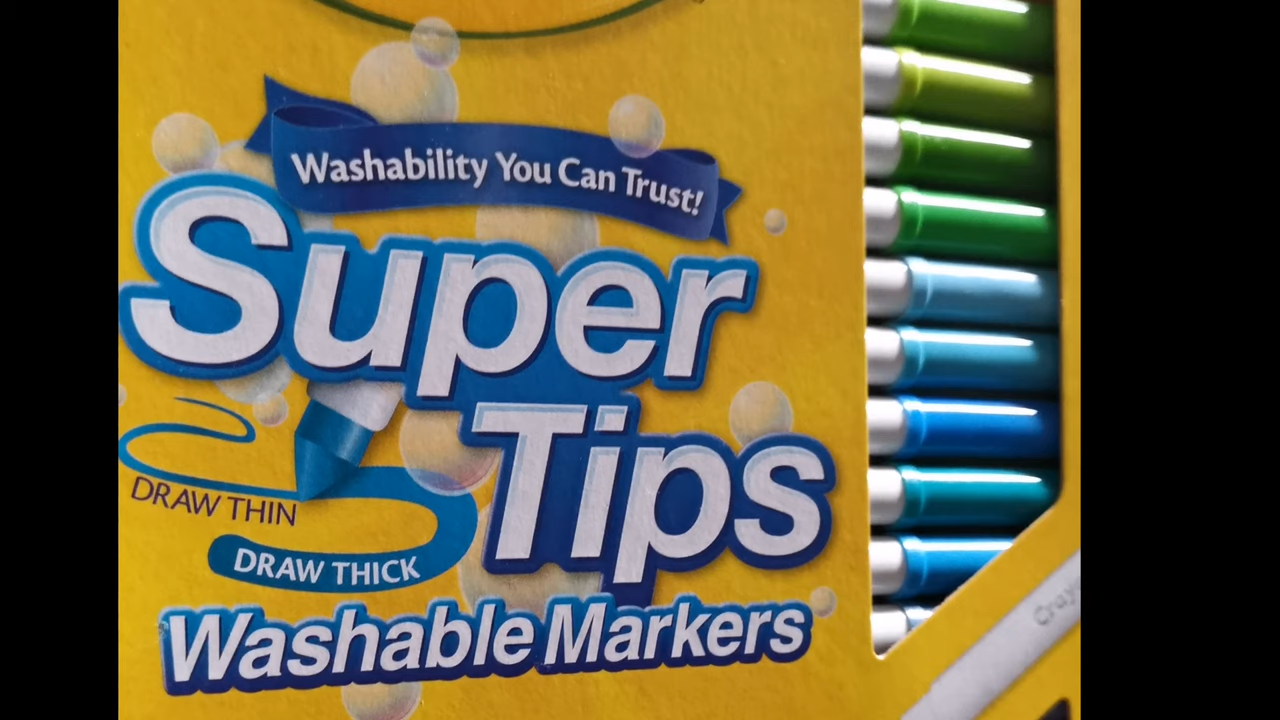 Washability You Can Trust!
Super
Tips
DRAW THIN
DRAW THICK
Washable Markers